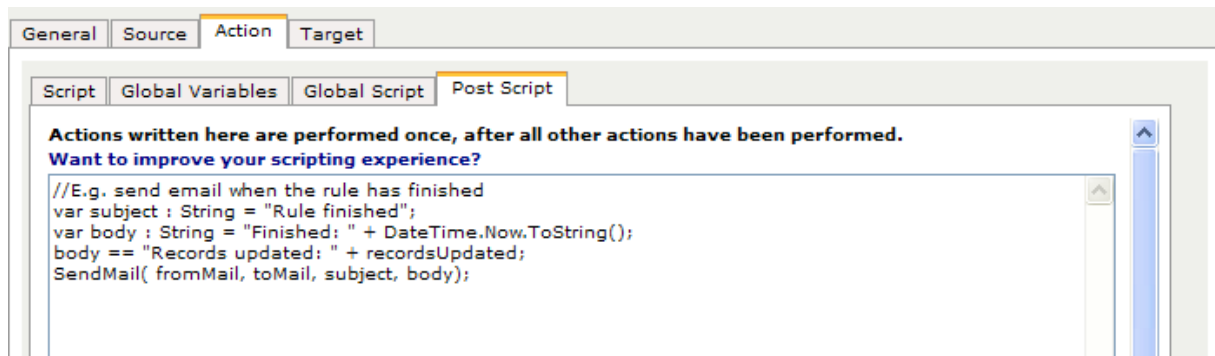 General Source Action Target
Script Global Variables Global Script Post Script
Actions written here are performed once, after all other actions have been performed.
Want to improve your scripting experience?
//E.g. send email when the rule has finished
var subject : String = "Rule finished";
var body : String = "Finished: " + DateTime.Now.ToString();
body == "Records updated: " + recordsUpdated;
SendMail( fromMail, toMail, subject, body);